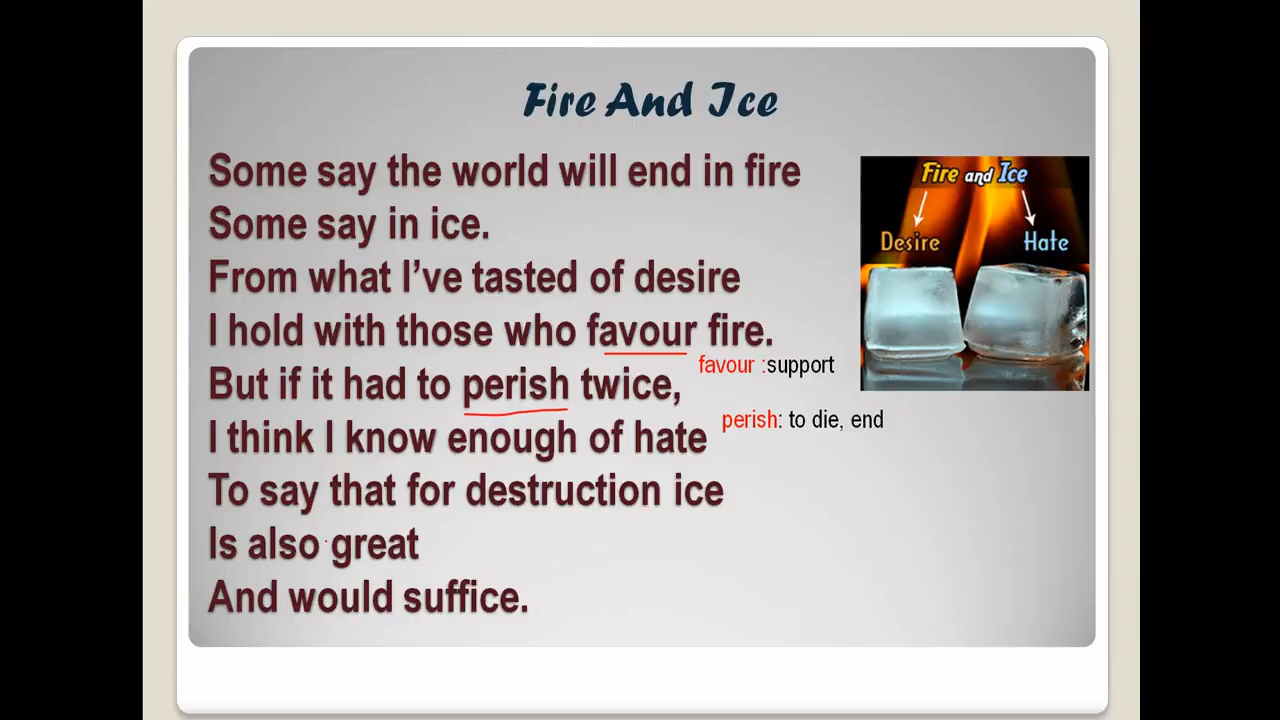 Fire And Ice
Some say the world will end in fire
Some say in ice.
From what I’ve tasted of desire
I hold with those who favour fire.
favour :support
But if it had to perish twice,
perish: to die, end
I think I know enough of hate
To say that for destruction ice
Is also great
And would suffice.
Fire and Ice
Desire
Hate